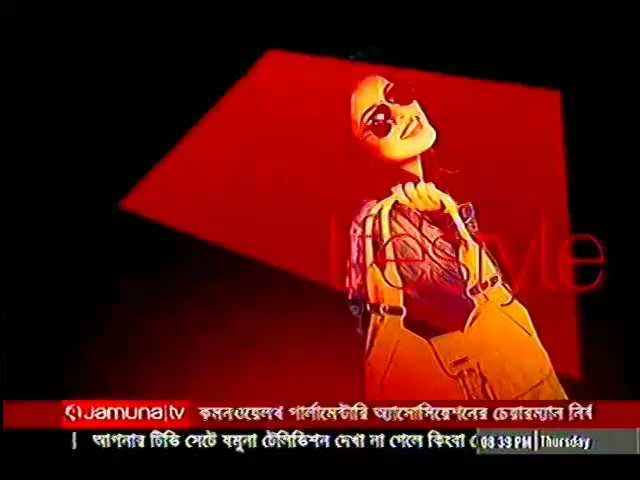 lifestyle
Jamuna|tv কমনওয়েলথ পার্লামেন্টারি অ্যাসোসিয়েশনের চেয়ারম্যান নির্ব
আপনার টিভি সেটে যমুনা টেলিভিশন দেখা না গেলে কিংবা 08:39 PM Thursday